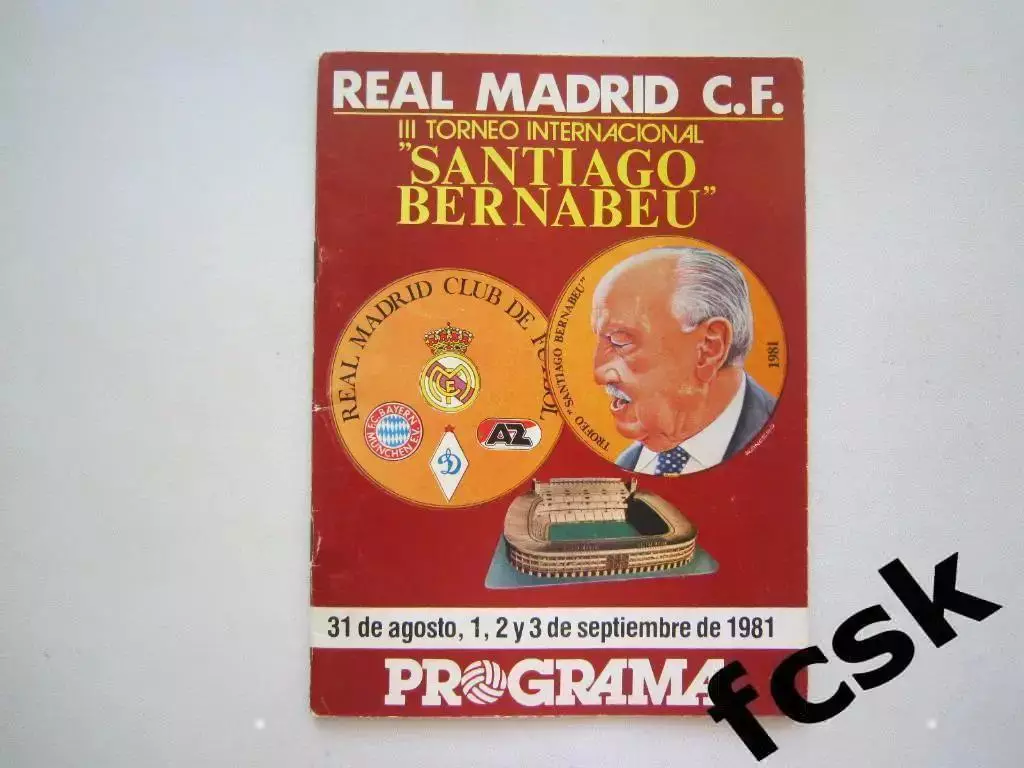 REAL MADRID C.F.
III TORNEO INTERNACIONAL
"SANTIAGO
BERNABEU"
REAL MADRID CLUB DE FUTBOL
TROFEO "SANTIAGO BERNABEU"
1981
F.C. BAYERN
MÜNCHEN E.V.
Д
AZ
31 de agosto, 1, 2 y 3 de septiembre de 1981
PROGRAMA
fcsk